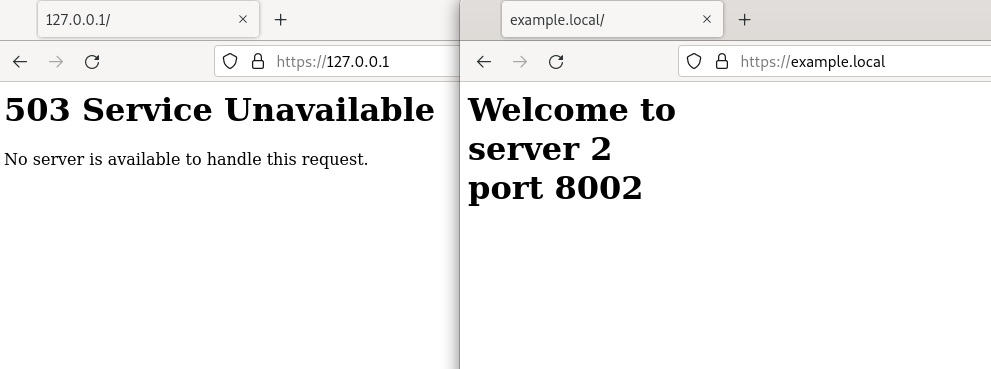 127.0.0.1/
https://127.0.0.1
503 Service Unavailable
No server is available to handle this request.
example.local/
https://example.local
Welcome to
server 2
port 8002